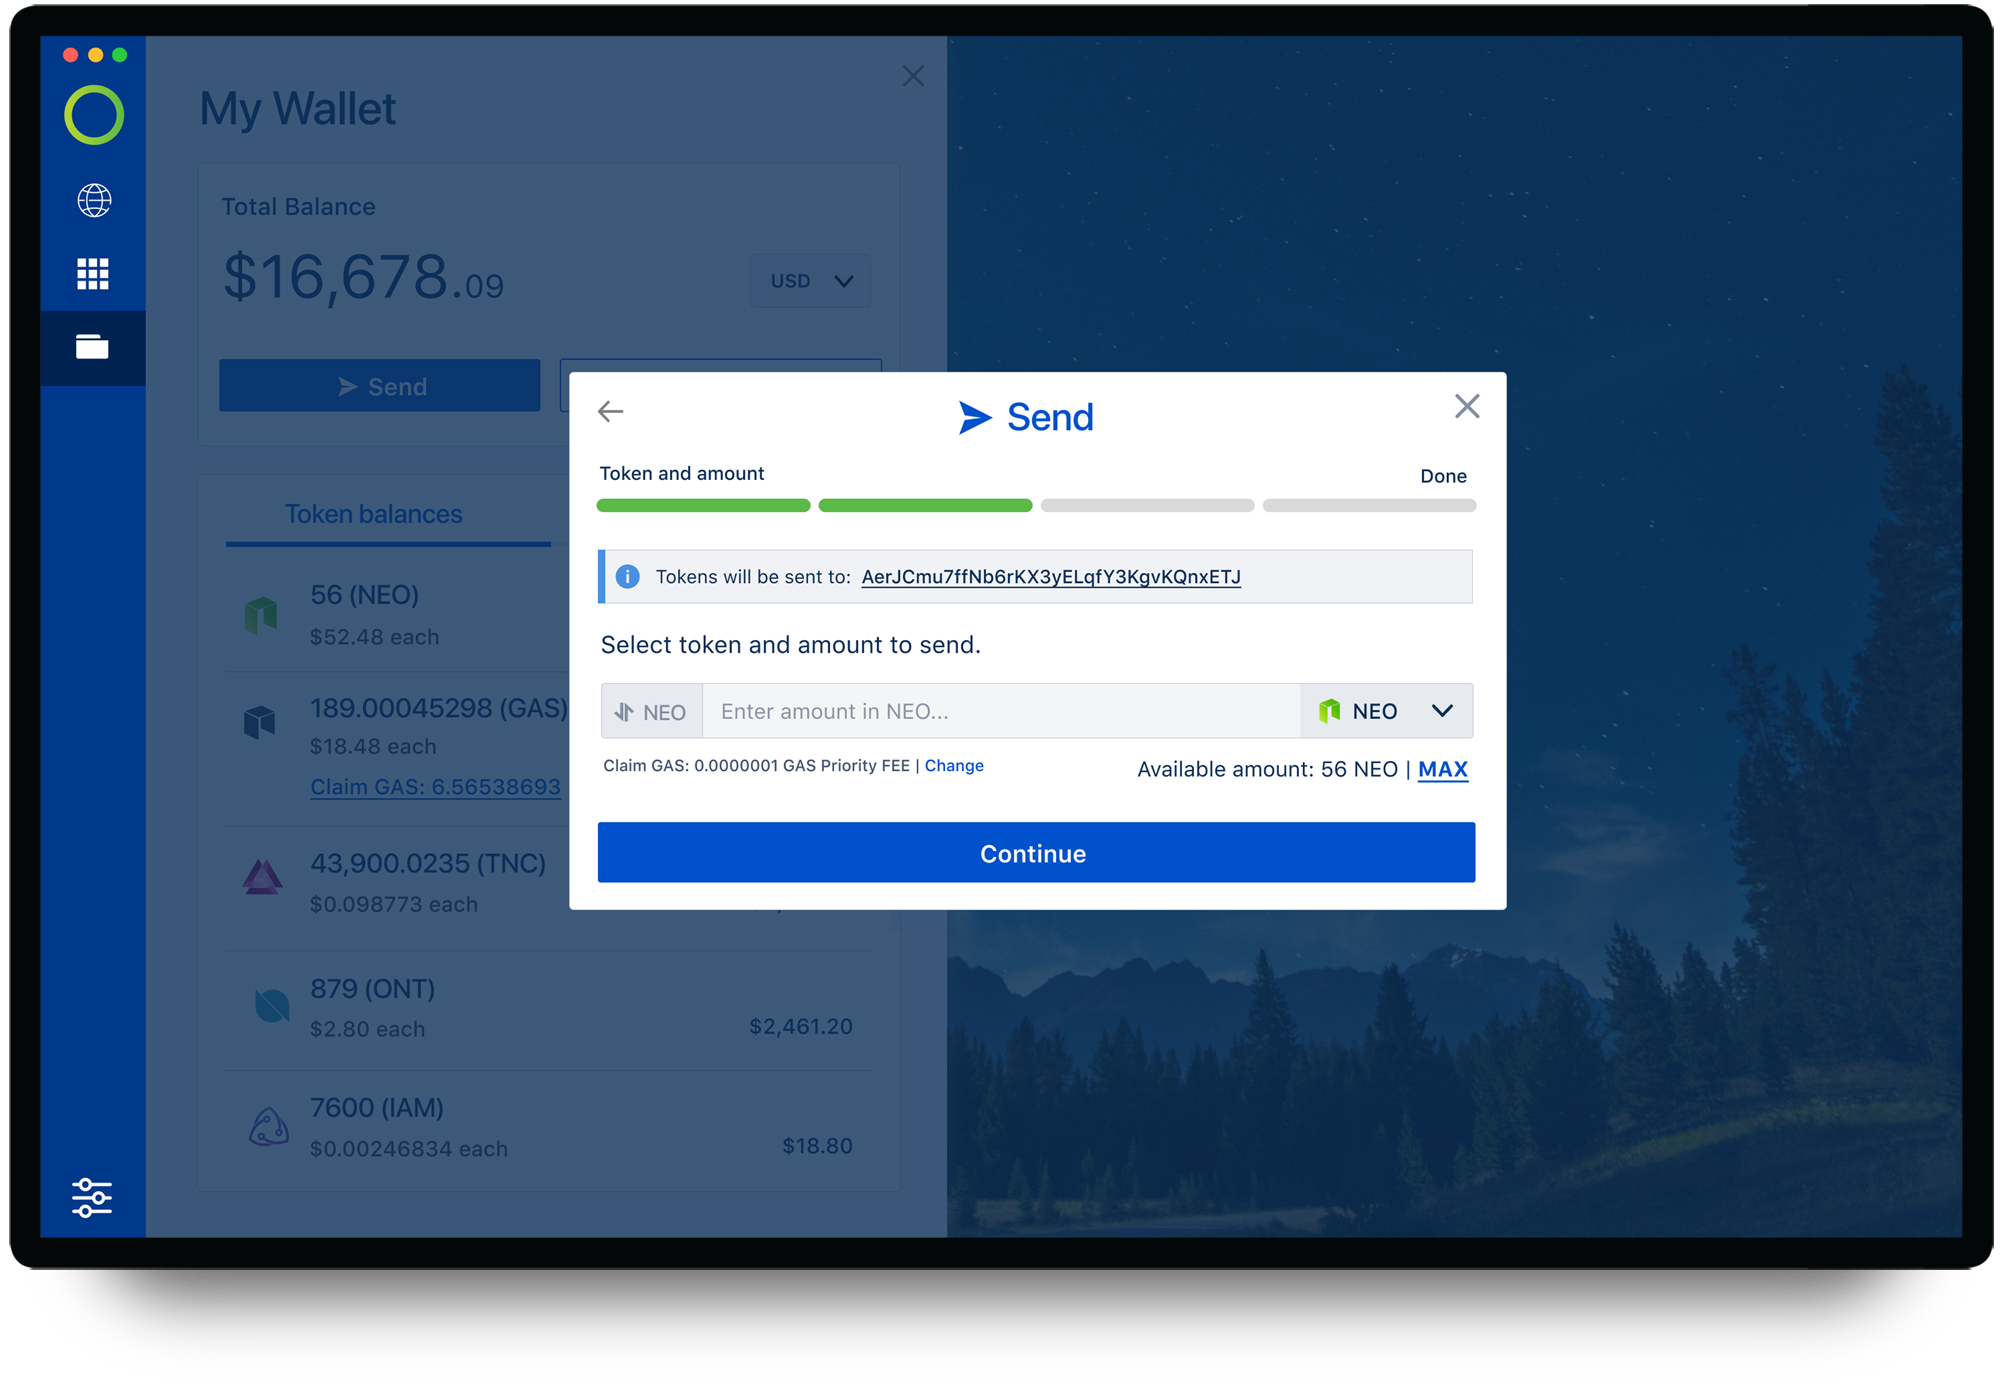 My Wallet
Total Balance
$16,678.09
USD
Send
Token balances
56 (NEO)
$52.48 each
189.00045298 (GAS)
$18.48 each
Claim GAS: 6.56538693
43,900.0235 (TNC)
$0.098773 each
879 (ONT)
$2.80 each
$2,461.20
7600 (IAM)
$0.00246834 each
$18.80
Send
Token and amount
Done
Tokens will be sent to: AerJCmu7ffNb6rKX3yELqfY3KgvKQnxETJ
Select token and amount to send.
NEO
Enter amount in NEO...
NEO
Claim GAS: 0.0000001 GAS Priority FEE | Change
Available amount: 56 NEO | MAX
Continue